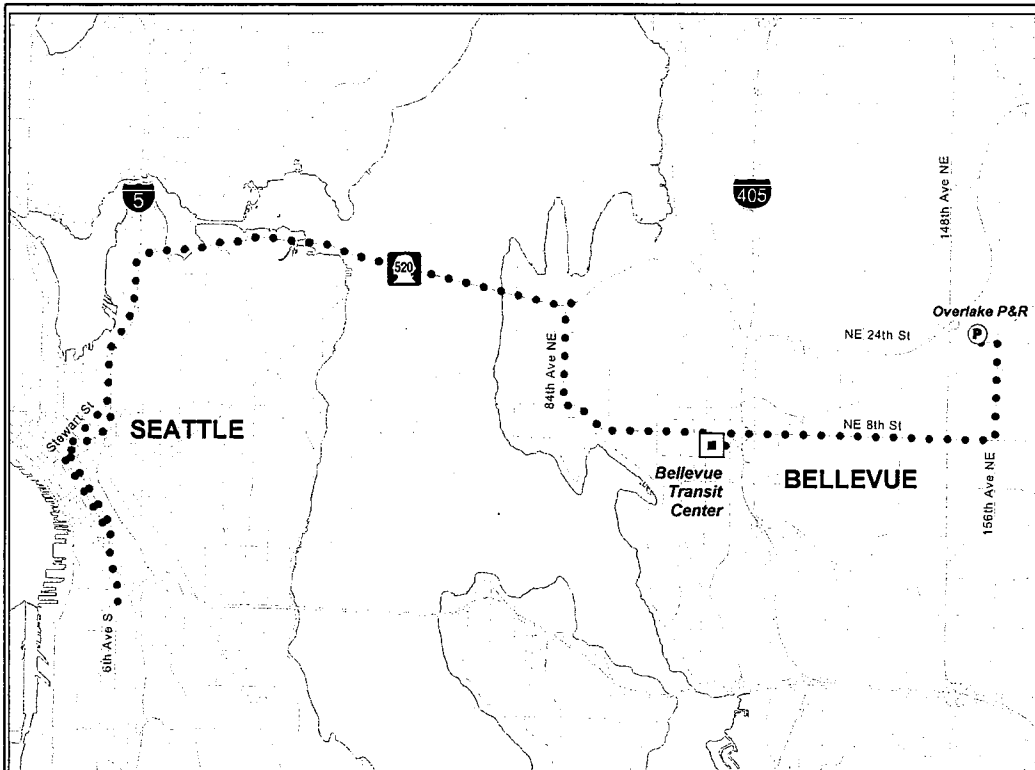 5
405
148th Ave NE
520
Overlake P&R
P
NE 24th St
84th Ave NE
Stewart St
SEATTLE
NE 8th St
Bellevue
Transit
Center
BELLEVUE
156th Ave NE
6th Ave S